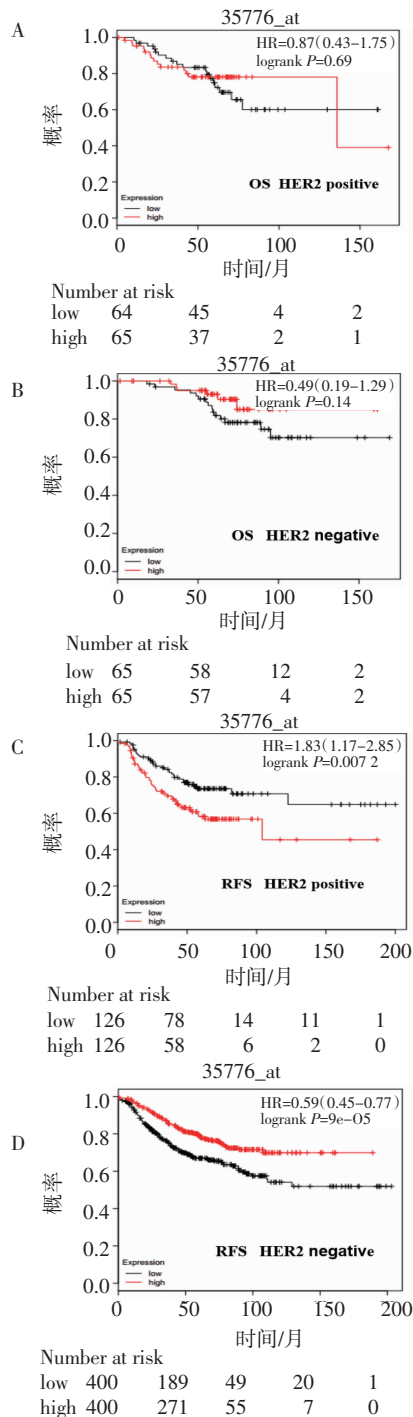 A
35776_at
HR=0.87(0.43-1.75)
logrank P=0.69
1.0
0.8
0.6
0.4
0.2
0.0
概率
Expression
low
high
OS HER2 positive
0 50 100 150
时间/月
Number at risk
low 64 45 4 2
high 65 37 2 1
B
35776_at
HR=0.49(0.19-1.29)
logrank P=0.14
1.0
0.8
0.6
0.4
0.2
0.0
概率
Expression
low
high
OS HER2 negative
0 50 100 150
时间/月
Number at risk
low 65 58 12 2
high 65 57 4 2
C
35776_at
HR=1.83(1.17-2.85)
logrank P=0.007 2
1.0
0.8
0.6
0.4
0.2
0.0
概率
Expression
low
high
RFS HER2 positive
0 50 100 150 200
时间/月
Number at risk
low 126 78 14 11 1
high 126 58 6 2 0
D
35776_at
HR=0.59(0.45-0.77)
logrank P=9e-O5
1.0
0.8
0.6
0.4
0.2
0.0
概率
Expression
low
high
RFS HER2 negative
0 50 100 150 200
时间/月
Number at risk
low 400 189 49 20 1
high 400 271 55 7 0